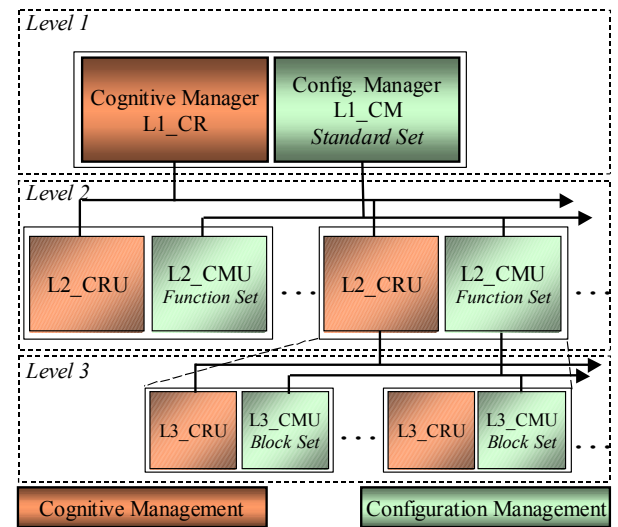 Level 1
Cognitive Manager
L1_CR
Config. Manager
L1_CM
Standard Set
Level 2
L2_CRU
L2_CMU
Function Set
. . .
L2_CRU
L2_CMU
Function Set
. . .
Level 3
L3_CRU
L3_CMU
Block Set
. . .
L3_CRU
L3_CMU
Block Set
. . .
Cognitive Management
Configuration Management